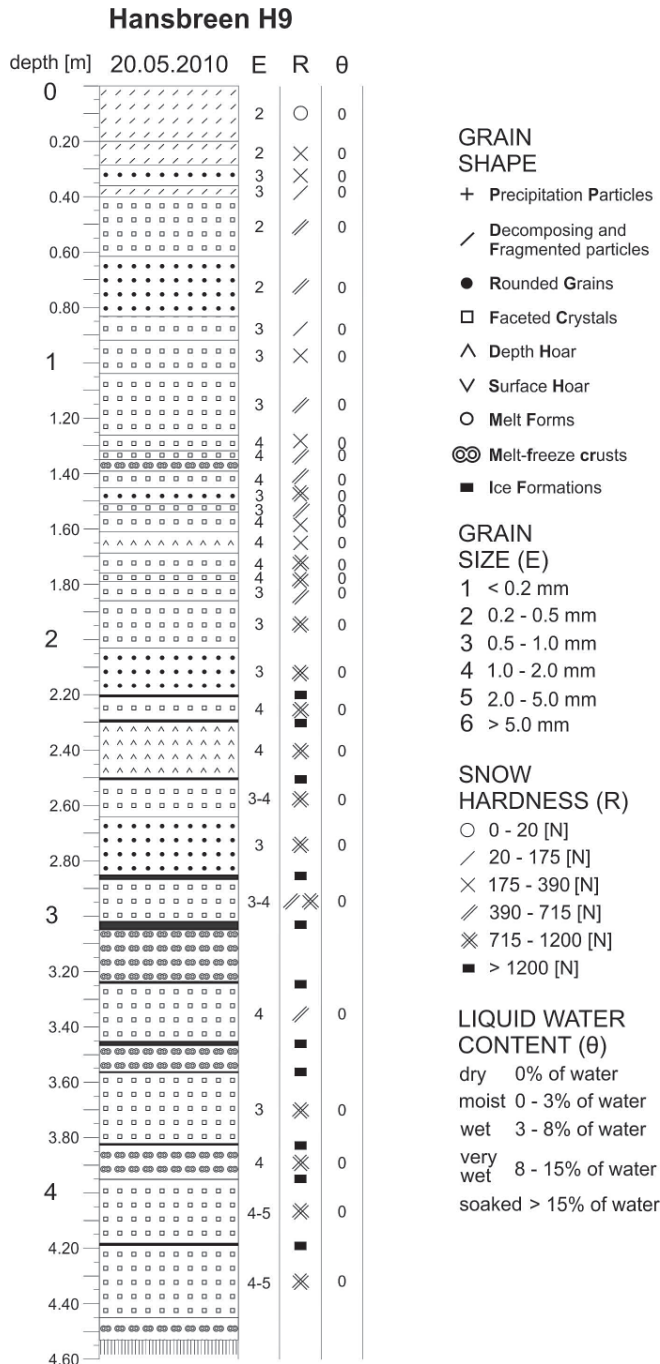 Hansbreen H9
depth [m] 20.05.2010 E R θ
0
2 0
0.20
2 0
3 0
0.40 3 0
2 0
0.60
2 0
0.80
3 0
1 3 0
3 0
1.20
4 0
4 0
1.40
4 0
3 0
3 0
1.60 4 0
4 0
4 0
1.80 4 0
3 0
3 0
2
3 0
2.20
4 0
2.40 4 0
3-4 0
2.60
3 0
2.80
3-4 0
3
3.20
4 0
3.40
3.60
3 0
3.80
4 0
4
4-5 0
4.20
4-5 0
4.40
4.60
GRAIN
SHAPE
Precipitation Particles
Decomposing and
Fragmented particles
Rounded Grains
Faceted Crystals
Depth Hoar
Surface Hoar
Melt Forms
Melt-freeze crusts
Ice Formations
GRAIN
SIZE (E)
1 < 0.2 mm
2 0.2 - 0.5 mm
3 0.5 - 1.0 mm
4 1.0 - 2.0 mm
5 2.0 - 5.0 mm
6 > 5.0 mm
SNOW
HARDNESS (R)
0 - 20 [N]
20 - 175 [N]
175 - 390 [N]
390 - 715 [N]
715 - 1200 [N]
> 1200 [N]
LIQUID WATER
CONTENT (θ)
dry 0% of water
moist 0 - 3% of water
wet 3 - 8% of water
very
wet 8 - 15% of water
soaked > 15% of water